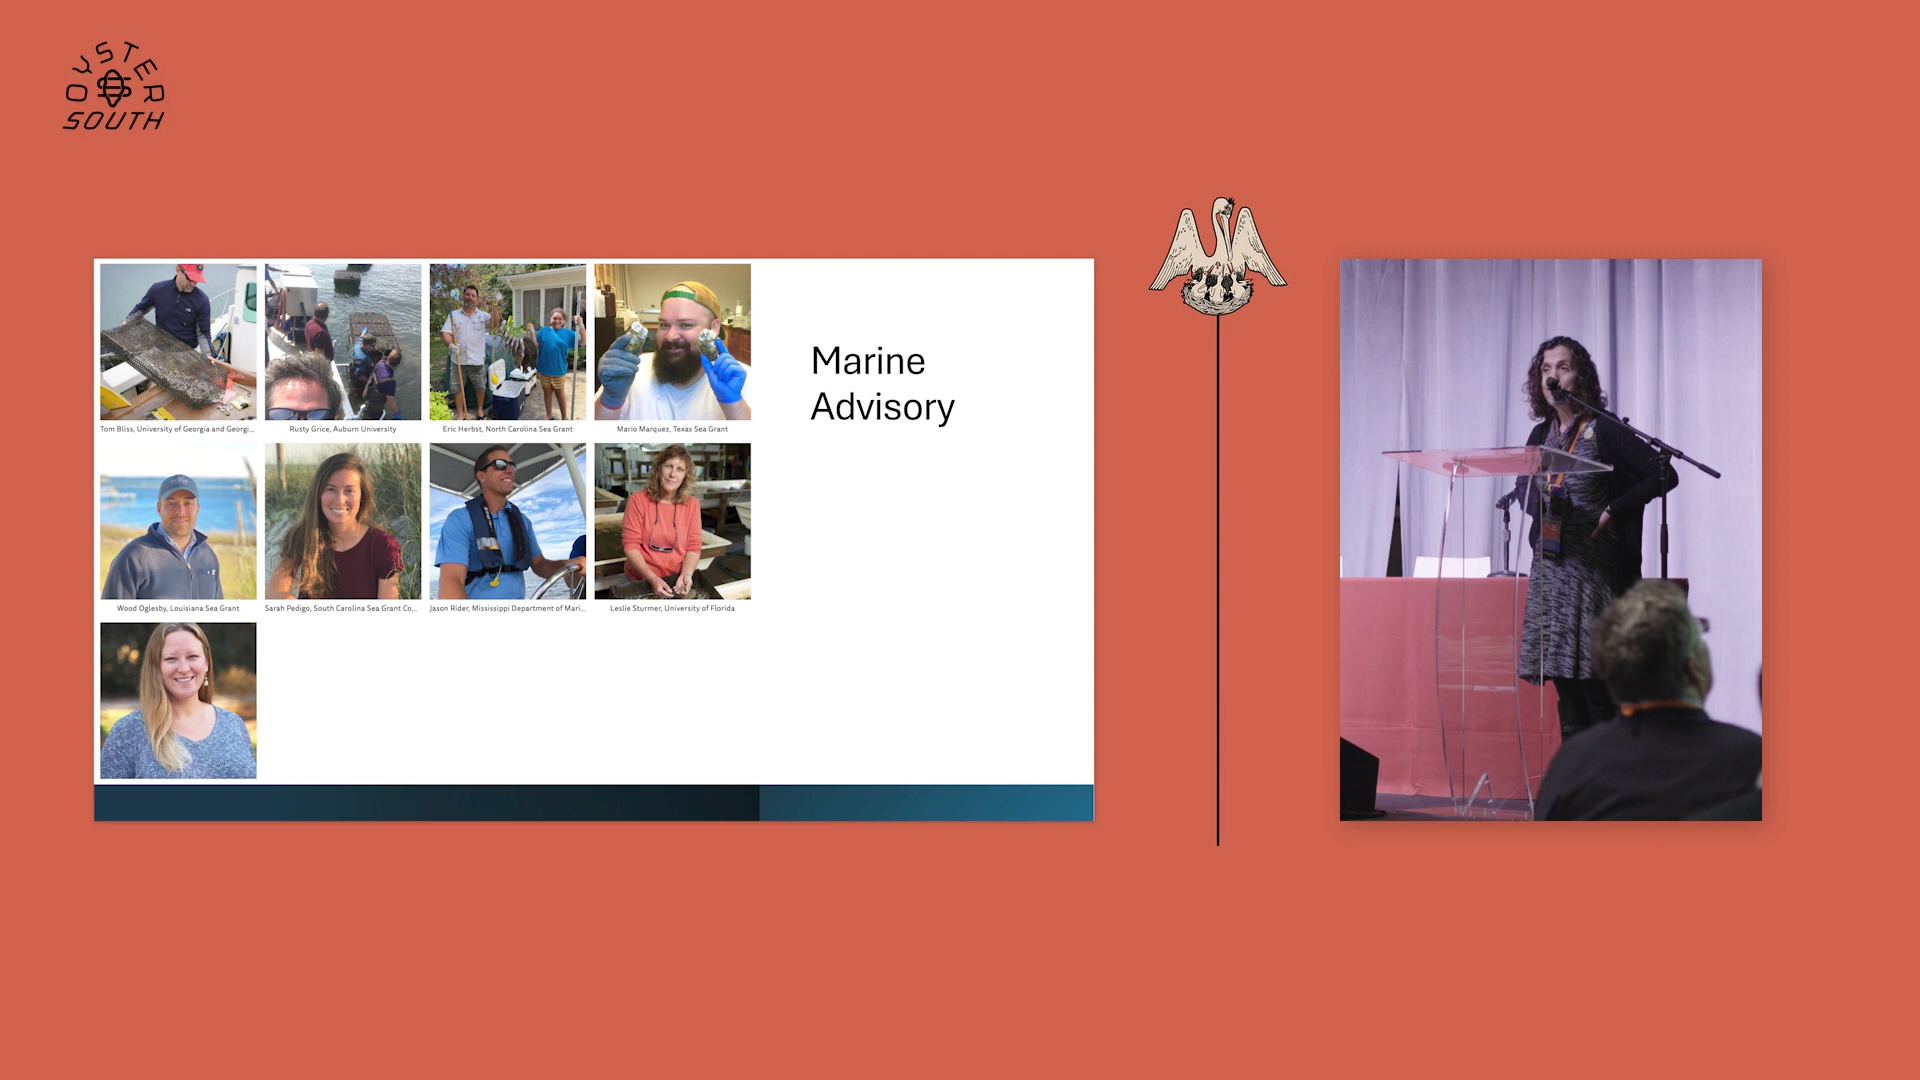 OYSTER
SOUTH
Marine
Advisory
Tom Bliss, University of Georgia and Georgi...
Rusty Grice, Auburn University
Eric Herbst, North Carolina Sea Grant
Mario Marquez, Texas Sea Grant
Wood Oglesby, Louisiana Sea Grant
Sarah Pedigo, South Carolina Sea Grant Co...
Jason Rider, Mississippi Department of Mari...
Leslie Sturmer, University of Florida